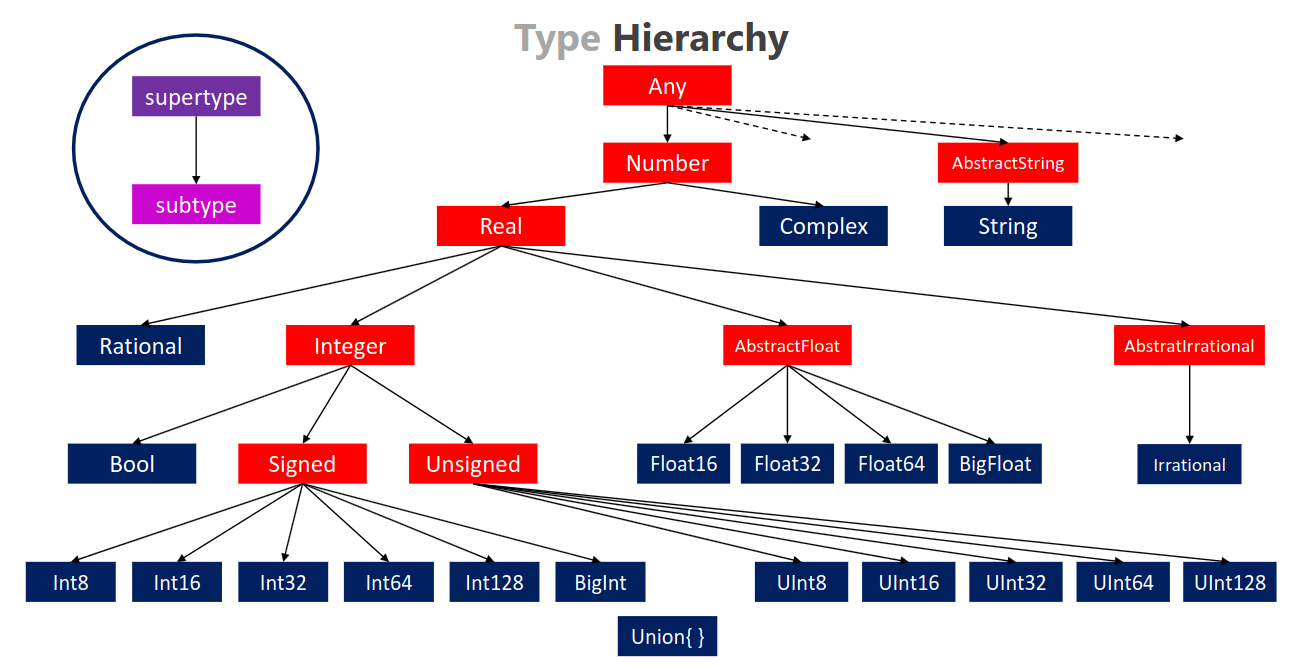 Type Hierarchy
supertype
subtype
Any
Number
AbstractString
Real
Complex
String
Rational
Integer
AbstractFloat
AbstratIrrational
Bool
Signed
Unsigned
Float16
Float32
Float64
BigFloat
Irrational
Int8
Int16
Int32
Int64
Int128
BigInt
UInt8
UInt16
UInt32
UInt64
UInt128
Union{ }